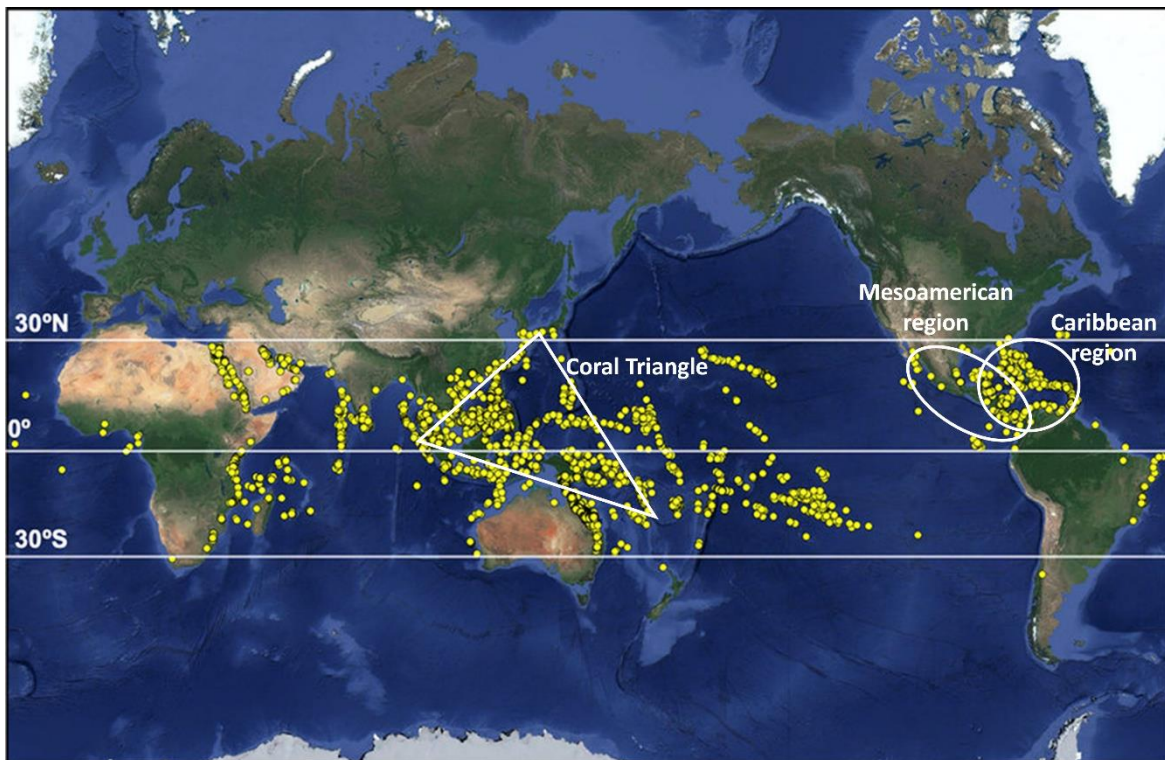 Mesoamerican
region
Caribbean
region
30ºN
Coral Triangle
0º
30ºS